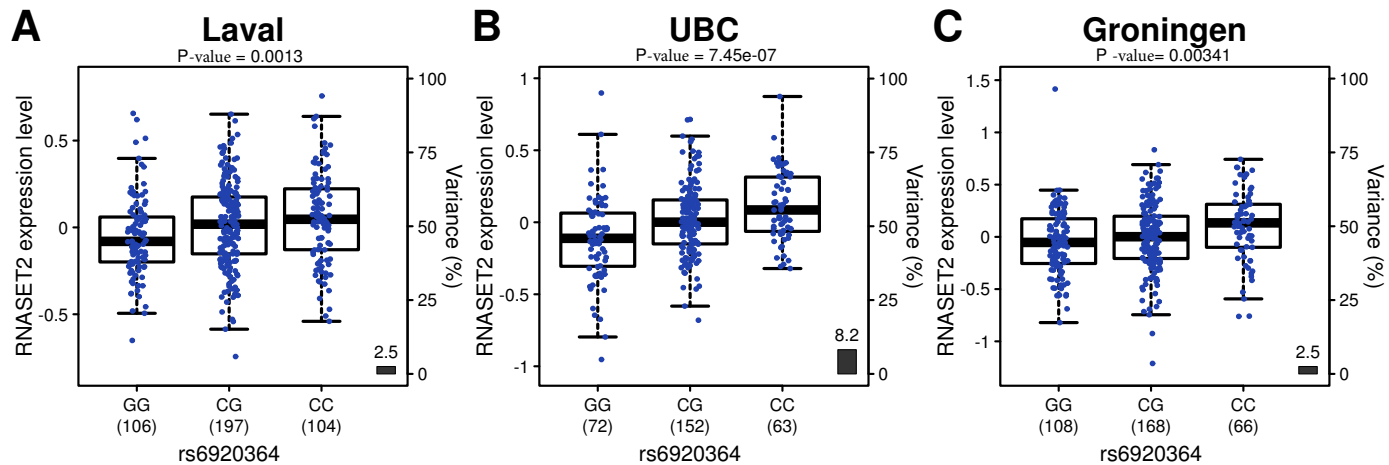 A
Laval
P-value = 0.0013
RNASET2 expression level
0.5
0
-0.5
100
75
50
25
0
Variance (%)
2.5
GG
CG
CC
(106)
(197)
(104)
rs6920364
B
UBC
P-value = 7.45e-07
RNASET2 expression level
1
0.5
0
-0.5
-1
100
75
50
25
0
Variance (%)
8.2
GG
CG
CC
(72)
(152)
(63)
rs6920364
C
Groningen
P -value= 0.00341
RNASET2 expression level
1.5
1
0.5
0
-0.5
-1
100
75
50
25
0
Variance (%)
2.5
GG
CG
CC
(108)
(168)
(66)
rs6920364